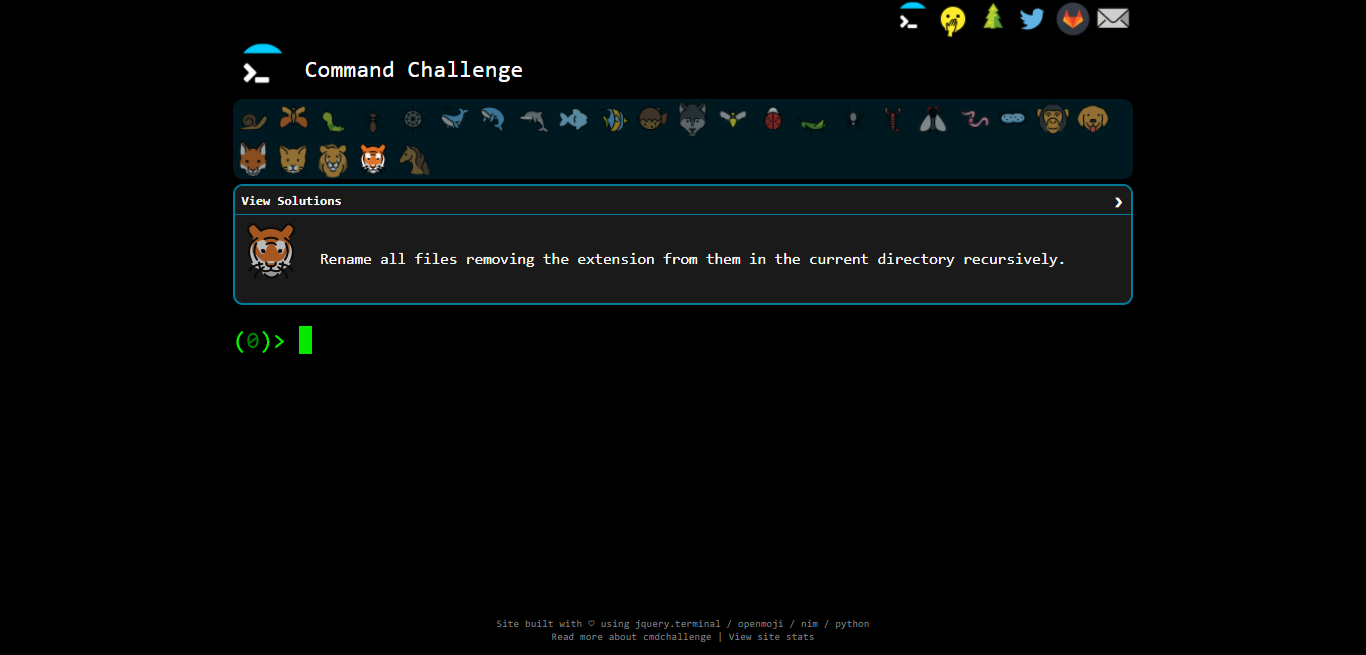 Command Challenge
View Solutions
Rename all files removing the extension from them in the current directory recursively.
(0)>
Site built with ♡ using jquery.terminal / openmoji / nim / python
Read more about cmdchallenge | View site stats